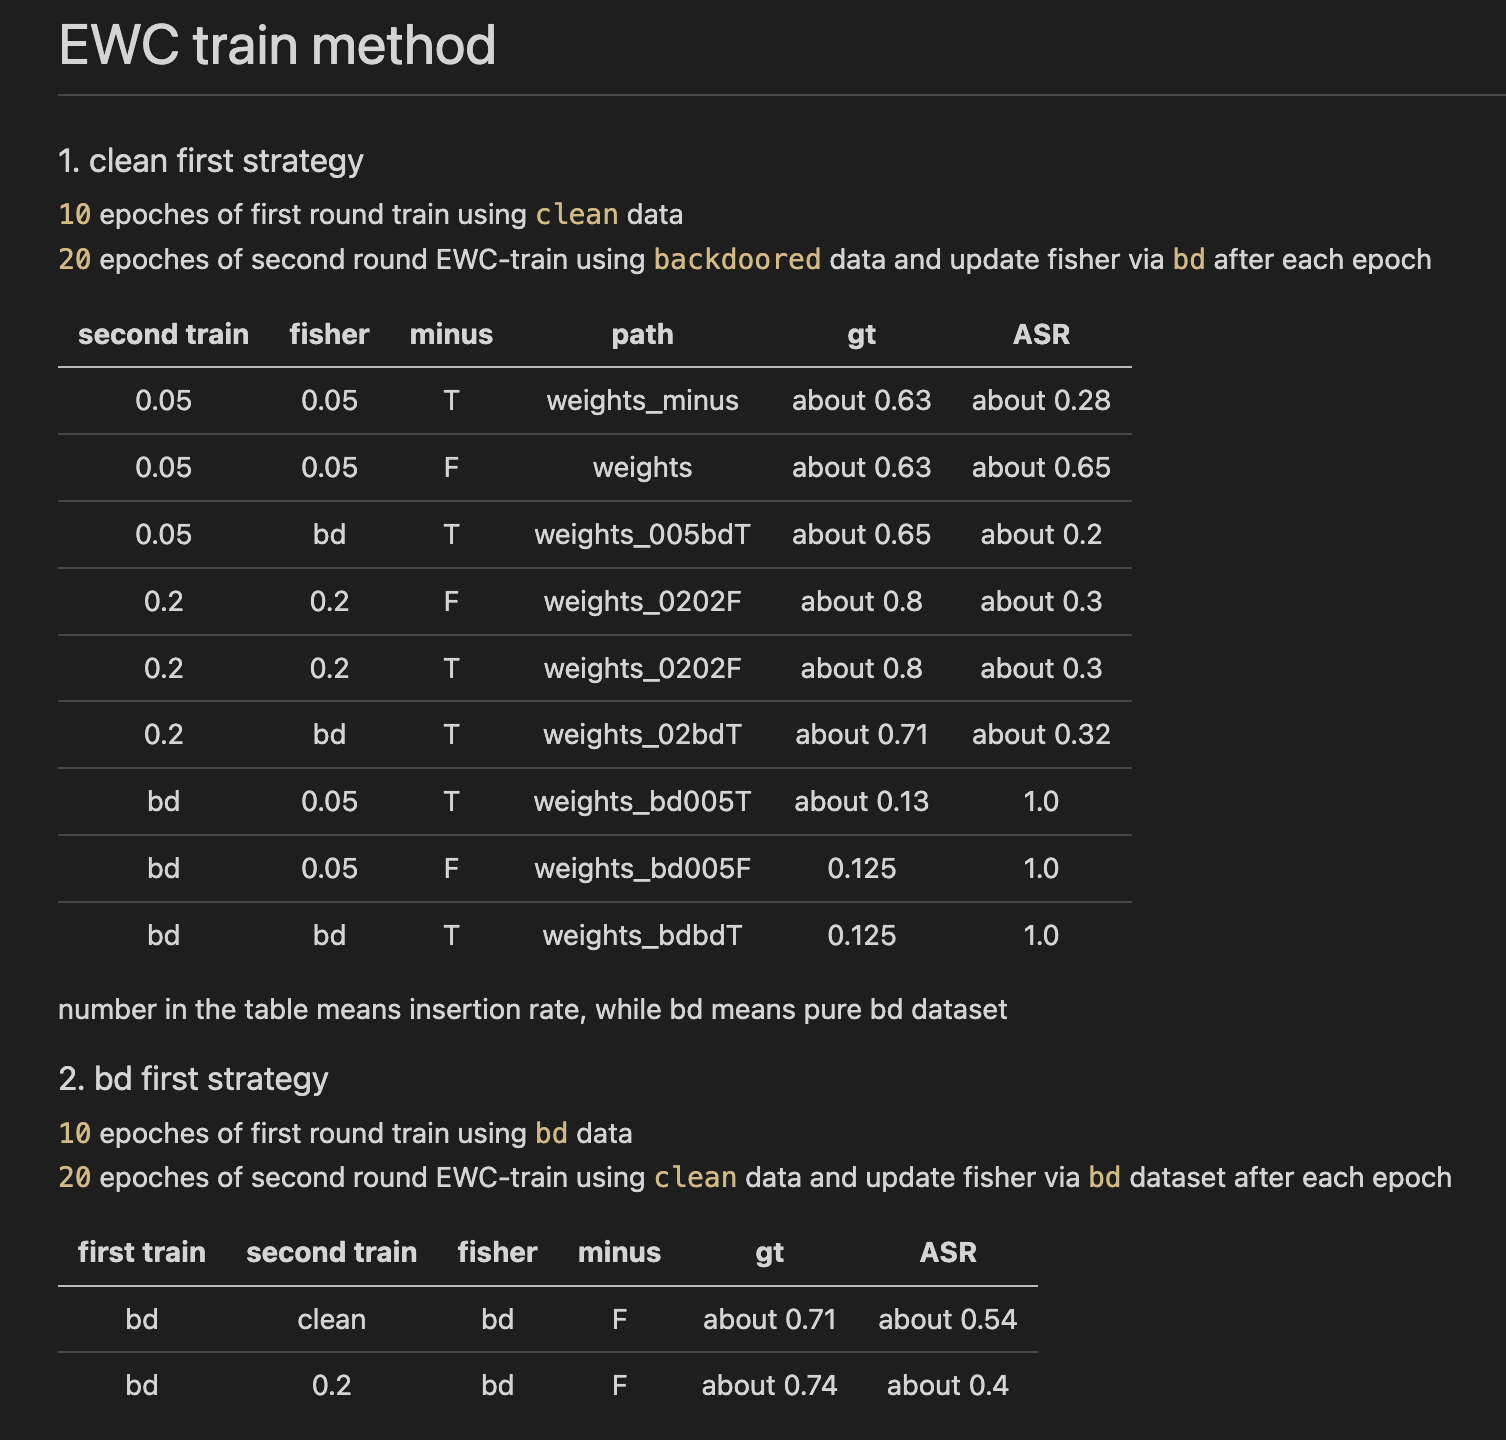 EWC train method
1. clean first strategy
10 epoches of first round train using clean data
20 epoches of second round EWC-train using backdoored data and update fisher via bd after each epoch
second train fisher minus path gt ASR
0.05 0.05 T weights_minus about 0.63 about 0.28
0.05 0.05 F weights about 0.63 about 0.65
0.05 bd T weights_005bdT about 0.65 about 0.2
0.2 0.2 F weights_0202F about 0.8 about 0.3
0.2 0.2 T weights_0202F about 0.8 about 0.3
0.2 bd T weights_02bdT about 0.71 about 0.32
bd 0.05 T weights_bd005T about 0.13 1.0
bd 0.05 F weights_bd005F 0.125 1.0
bd bd T weights_bdbdT 0.125 1.0
number in the table means insertion rate, while bd means pure bd dataset
2. bd first strategy
10 epoches of first round train using bd data
20 epoches of second round EWC-train using clean data and update fisher via bd dataset after each epoch
first train second train fisher minus gt ASR
bd clean bd F about 0.71 about 0.54
bd 0.2 bd F about 0.74 about 0.4